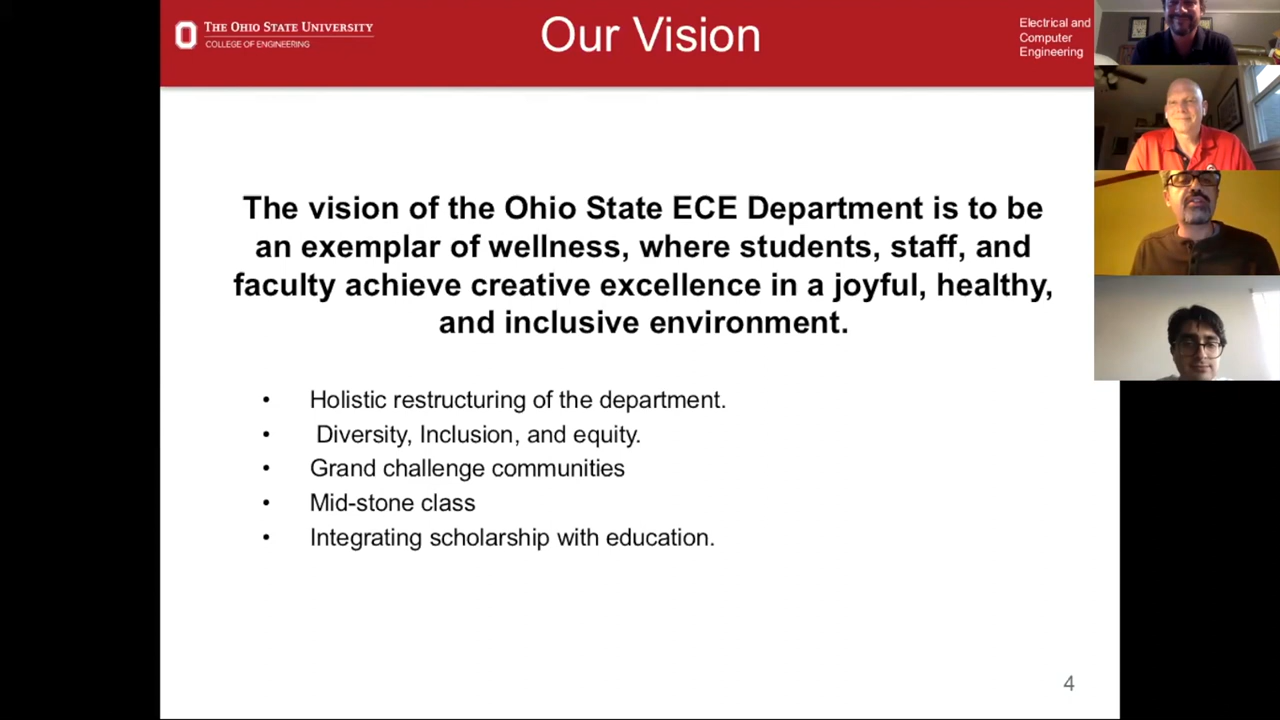 THE OHIO STATE UNIVERSITY
COLLEGE OF ENGINEERING
Our Vision
Electrical and
Computer
Engineering
The vision of the Ohio State ECE Department is to be
an exemplar of wellness, where students, staff, and
faculty achieve creative excellence in a joyful, healthy,
and inclusive environment.
• Holistic restructuring of the department.
• Diversity, Inclusion, and equity.
• Grand challenge communities
• Mid-stone class
• Integrating scholarship with education.
4